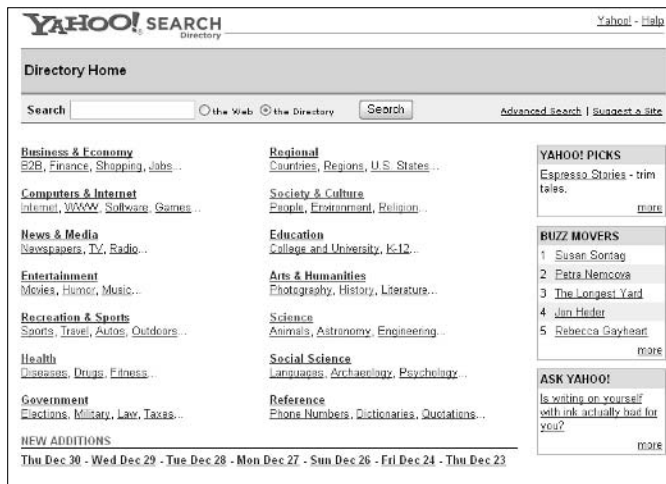 YAHOO! SEARCH
Directory
Yahoo! - Help
Directory Home
Search the Web the Directory Search Advanced Search | Suggest a Site
Business & Economy
B2B, Finance, Shopping, Jobs...
Computers & Internet
Internet, WWW, Software, Games...
News & Media
Newspapers, TV, Radio...
Entertainment
Movies, Humor, Music...
Recreation & Sports
Sports, Travel, Autos, Outdoors...
Health
Diseases, Drugs, Fitness...
Government
Elections, Military, Law, Taxes...
Regional
Countries, Regions, U.S. States...
Society & Culture
People, Environment, Religion...
Education
College and University, K-12...
Arts & Humanities
Photography, History, Literature...
Science
Animals, Astronomy, Engineering...
Social Science
Languages, Archaeology, Psychology...
Reference
Phone Numbers, Dictionaries, Quotations...
NEW ADDITIONS
Thu Dec 30 - Wed Dec 29 - Tue Dec 28 - Mon Dec 27 - Sun Dec 26 - Fri Dec 24 - Thu Dec 23
YAHOO! PICKS
Espresso Stories - trim
tales.
more
BUZZ MOVERS
1 Susan Sontag
2 Petra Nemcova
3 The Longest Yard
4 Jon Heder
5 Rebecca Gayheart
more
ASK YAHOO!
Is writing on yourself
with ink actually bad for
you?
more